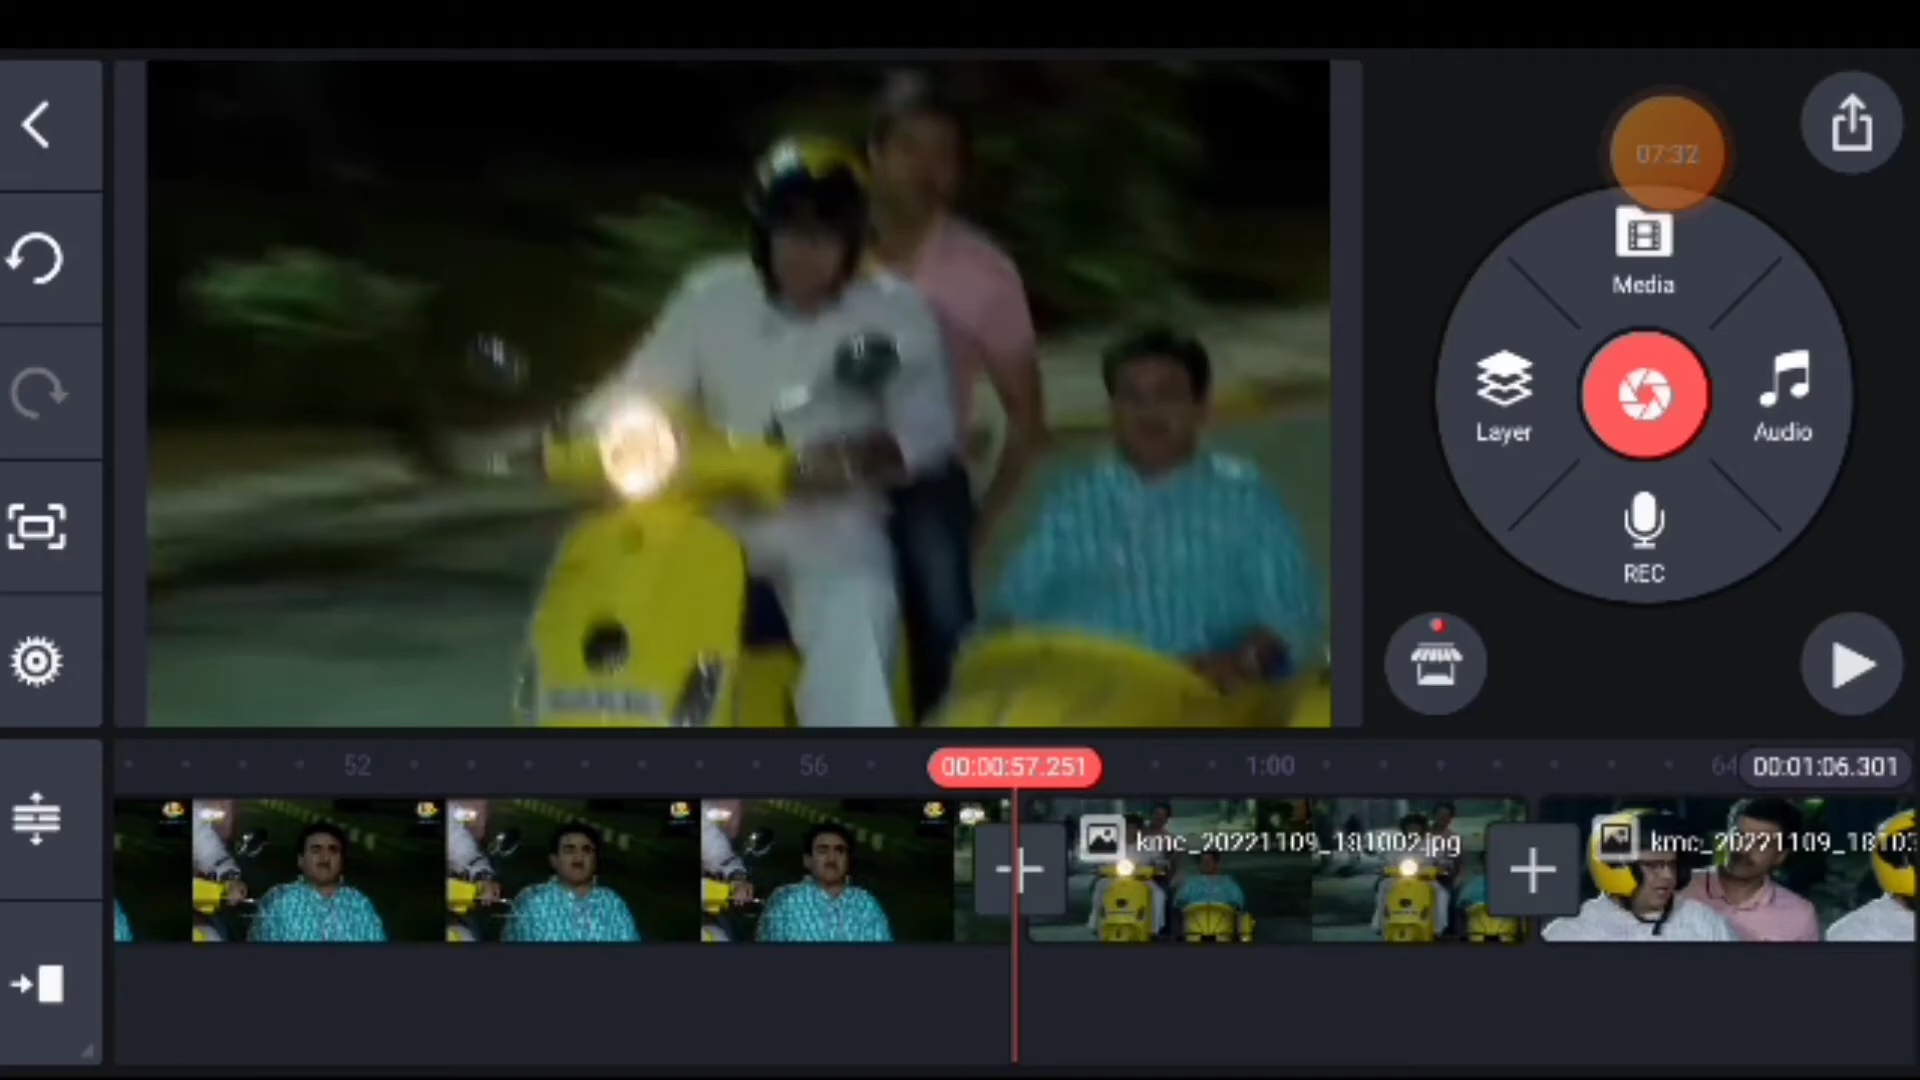 07:32
Media
Layer
Audio
REC
52
56
00:00:57.251
1:00
64
00:01:06.301
kmc_20221109_181002.jpg
kmc_20221109_18103